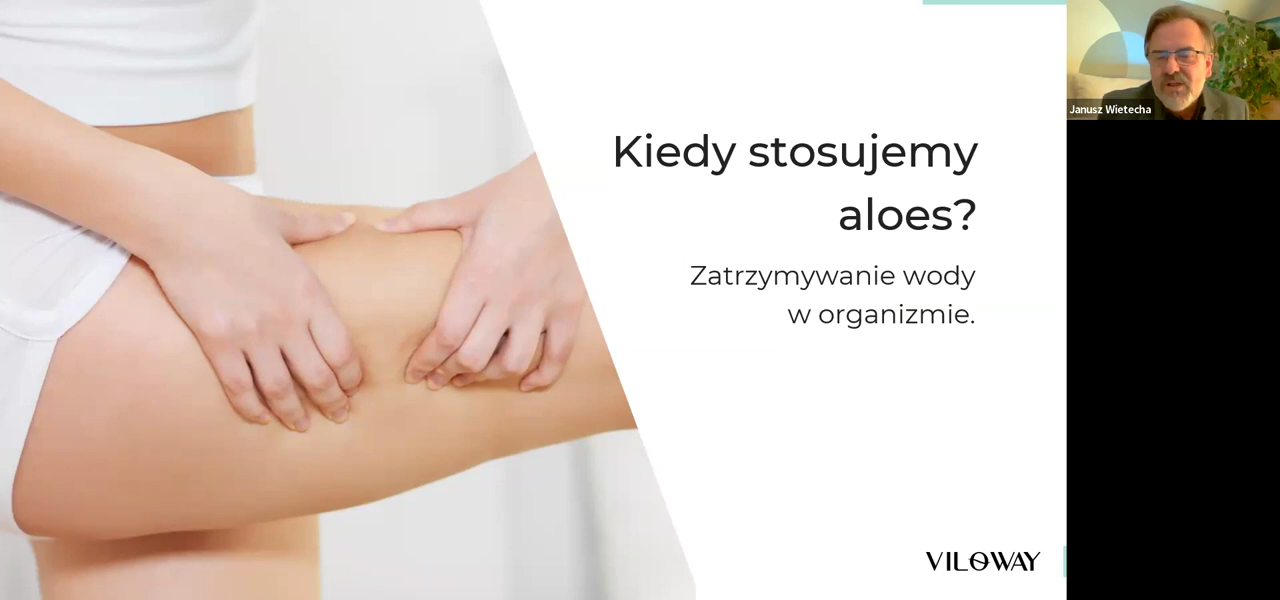 Kiedy stosujemy
aloes?
Zatrzymywanie wody
w organizmie.
VILOWAY
Janusz Wietecha